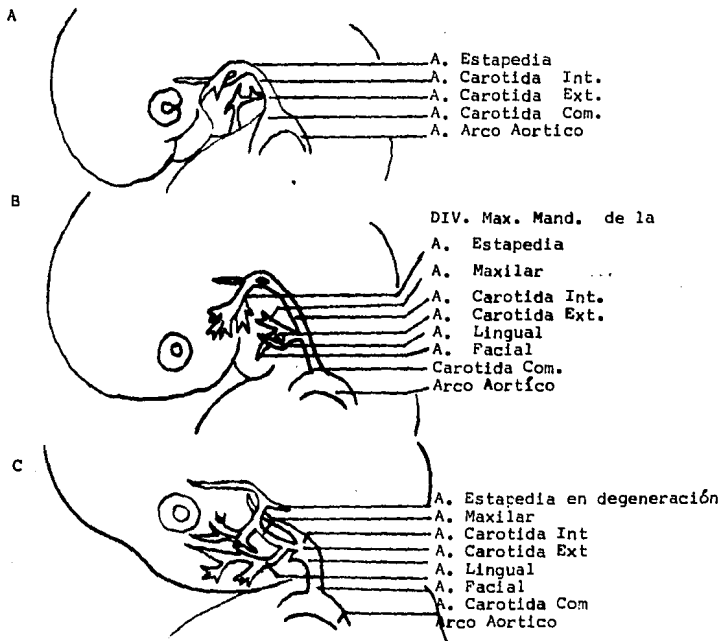 A
A. Estapedia
A. Carotida Int.
A. Carotida Ext.
A. Carotida Com.
A. Arco Aortico
B
DIV. Max. Mand. de la
A. Estapedia
A. Maxilar ...
A. Carotida Int.
A. Carotida Ext.
A. Lingual
A. Facial
Carotida Com.
Arco Aortico
C
A. Estapedia en degeneración
A. Maxilar
A. Carotida Int
A. Carotida Ext
A. Lingual
A. Facial
A. Carotida Com
Arco Aortico